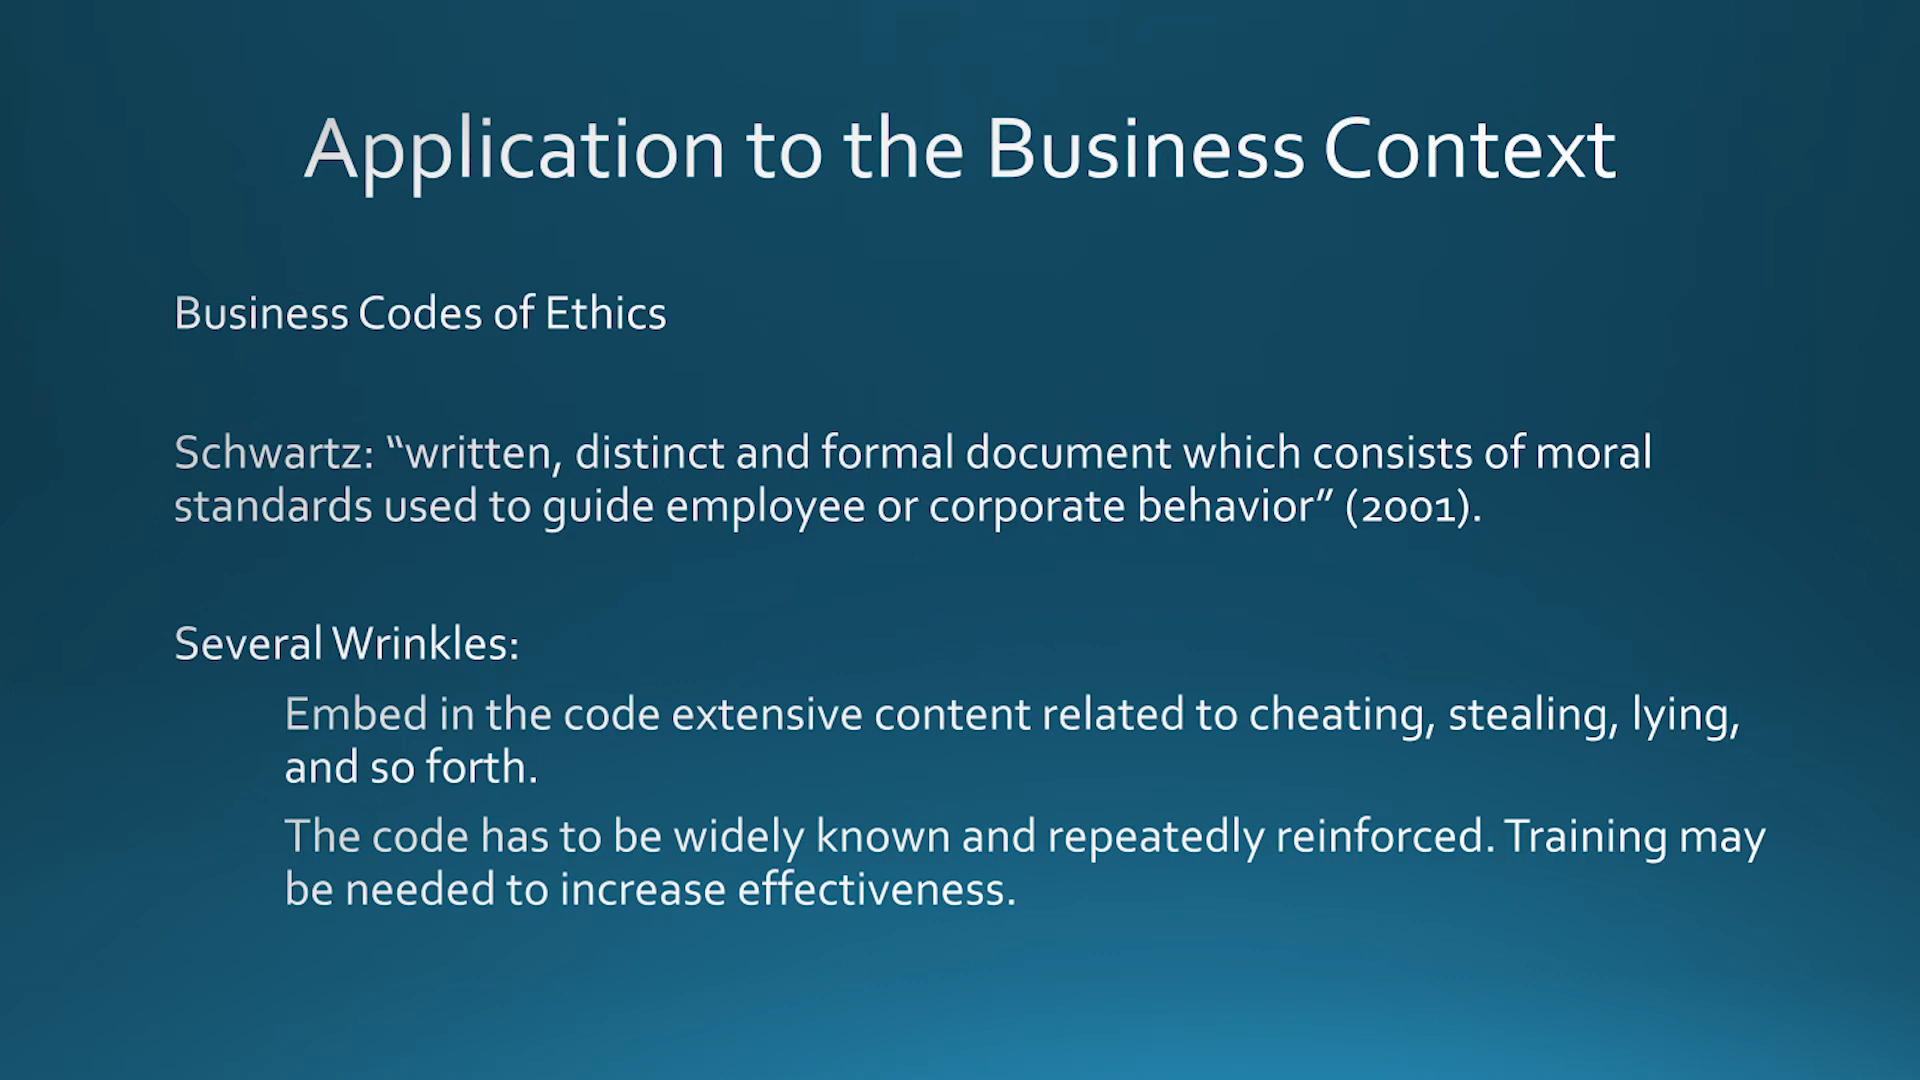 Application to the Business Context
Business Codes of Ethics
Schwartz: “written, distinct and formal document which consists of moral
standards used to guide employee or corporate behavior” (2001).
Several Wrinkles:
Embed in the code extensive content related to cheating, stealing, lying,
and so forth.
The code has to be widely known and repeatedly reinforced. Training may
be needed to increase effectiveness.